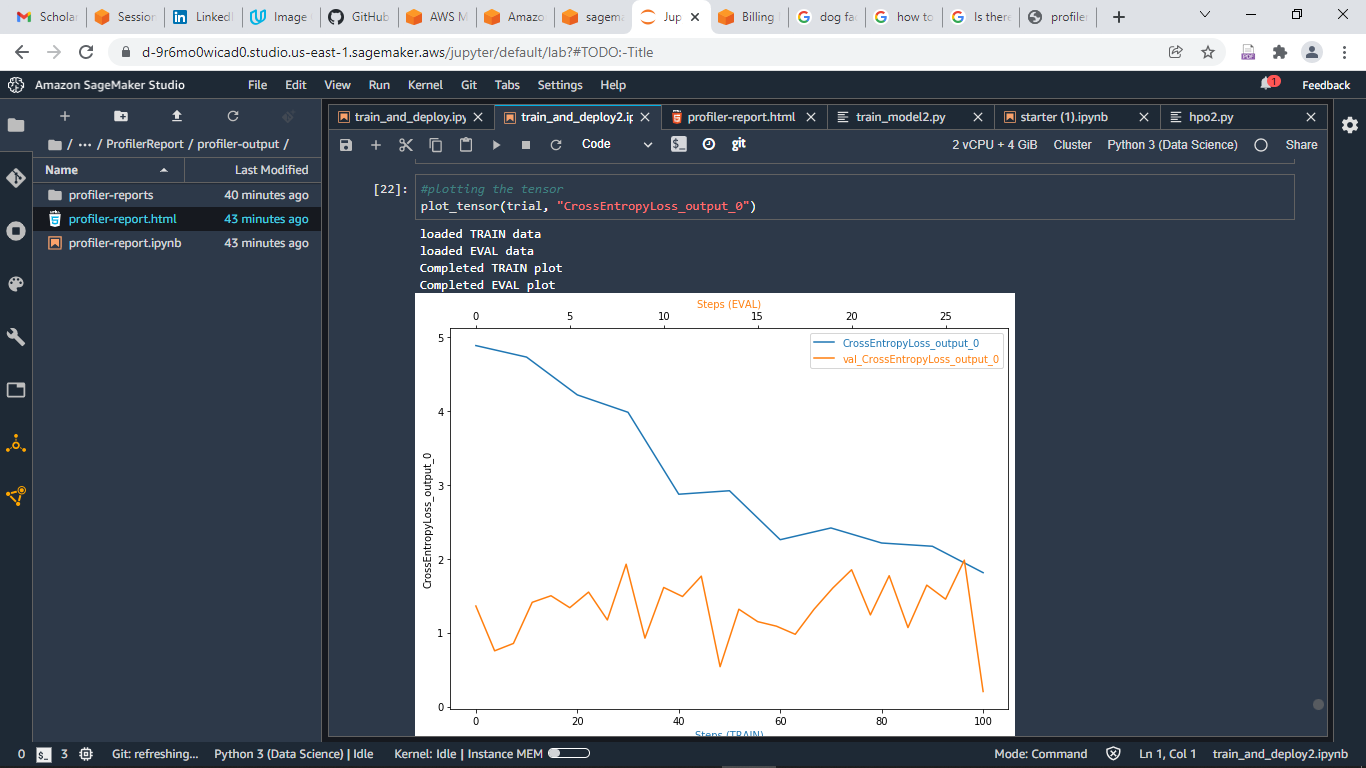 Scholar
Session
LinkedI
Image
GitHub
AWS M
Amazo
sagem
Jup
Billing
dog fac
how to
Is there
profiler
d-9r6mo0wicad0.studio.us-east-1.sagemaker.aws/jupyter/default/lab?#TODO:-Title
Amazon SageMaker Studio File Edit View Run Kernel Git Tabs Settings Help 1 Feedback
train_and_deploy.ipy train_and_deploy2.ip profiler-report.html train_model2.py starter (1).ipynb hpo2.py
/ ··· / ProfilerReport / profiler-output /
Name Last Modified
profiler-reports 40 minutes ago
profiler-report.html 43 minutes ago
profiler-report.ipynb 43 minutes ago
Code git 2 vCPU + 4 GiB Cluster Python 3 (Data Science) Share
[22]: #plotting the tensor
plot_tensor(trial, "CrossEntropyLoss_output_0")
loaded TRAIN data
loaded EVAL data
Completed TRAIN plot
Completed EVAL plot
Steps (EVAL)
0 5 10 15 20 25
CrossEntropyLoss_output_0
val_CrossEntropyLoss_output_0
5
4
3
2
1
0
CrossEntropyLoss_output_0
0 20 40 60 80 100
Steps (TRAIN)
0 $_ 3 Git: refreshing... Python 3 (Data Science) | Idle Kernel: Idle | Instance MEM Mode: Command Ln 1, Col 1 train_and_deploy2.ipynb